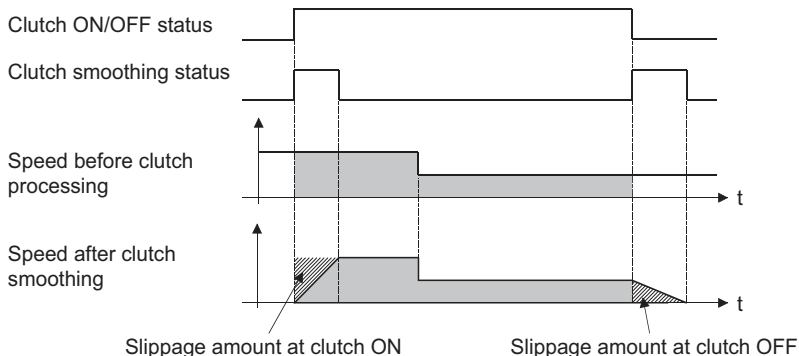 Clutch ON/OFF status
Clutch smoothing status
Speed before clutch
processing
t
Speed after clutch
smoothing
t
Slippage amount at clutch ON
Slippage amount at clutch OFF